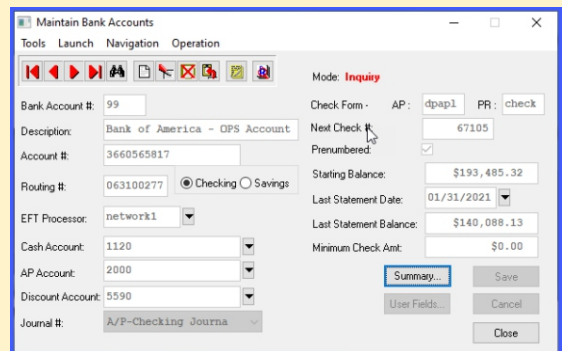 Maintain Bank Accounts
Tools Launch Navigation Operation
Mode: Inquiry
Bank Account #: 99
Check Form - AP: dpapl PR: check
Description: Bank of America - OPS Account
Next Check #: 67105
Account #: 3660565817
Prenumbered:
Starting Balance: $193,485.32
Routing #: 063100277 Checking Savings
Last Statement Date: 01/31/2021
EFT Processor: network1
Last Statement Balance: $140,088.13
Cash Account: 1120
Minimum Check Amt: $0.00
AP Account: 2000
Summary... Save
Discount Account: 5590
User Fields... Cancel
Journal #: A/P-Checking Journa
Close